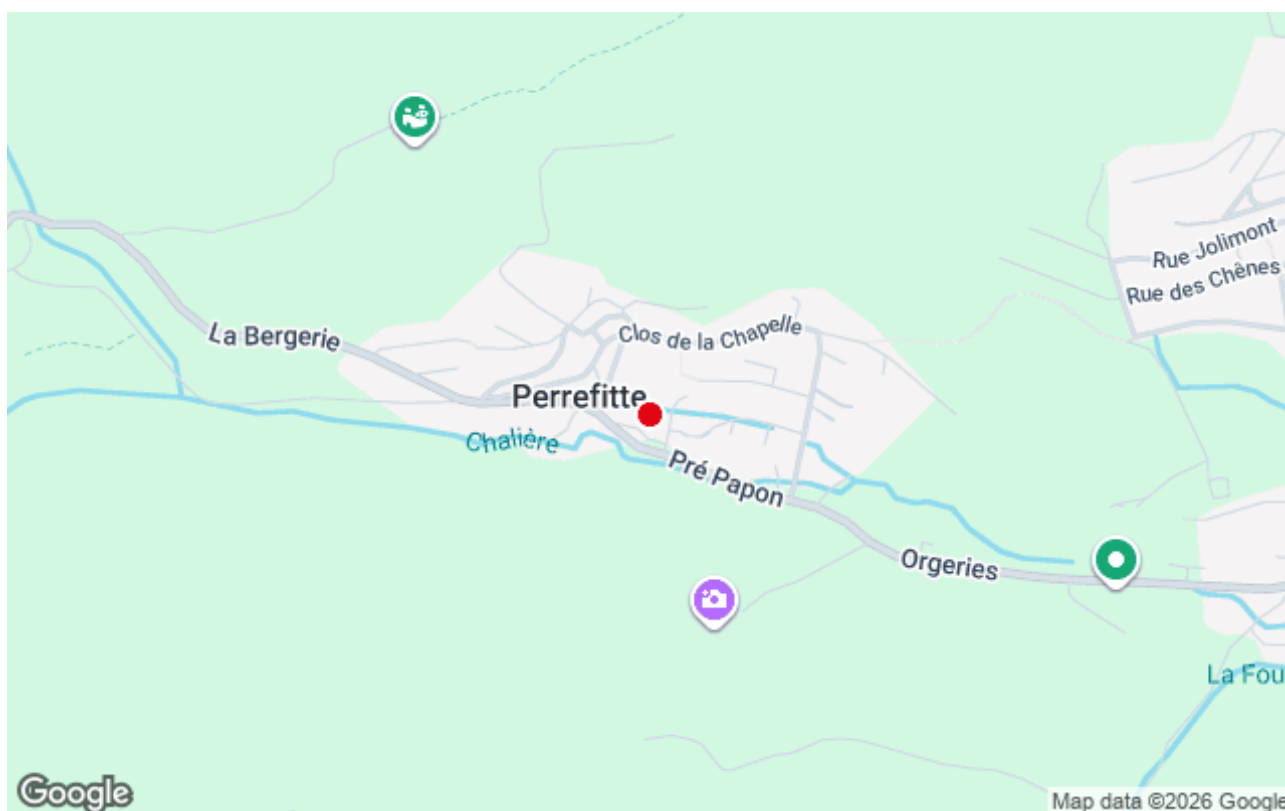 Rue Jolimont
Rue des Chênes
La Bergerie
Clos de la Chapelle
Perrefitte
Chalière
Pré Papon
Orgeries
La Fou
Google
Map data ©2026 Google